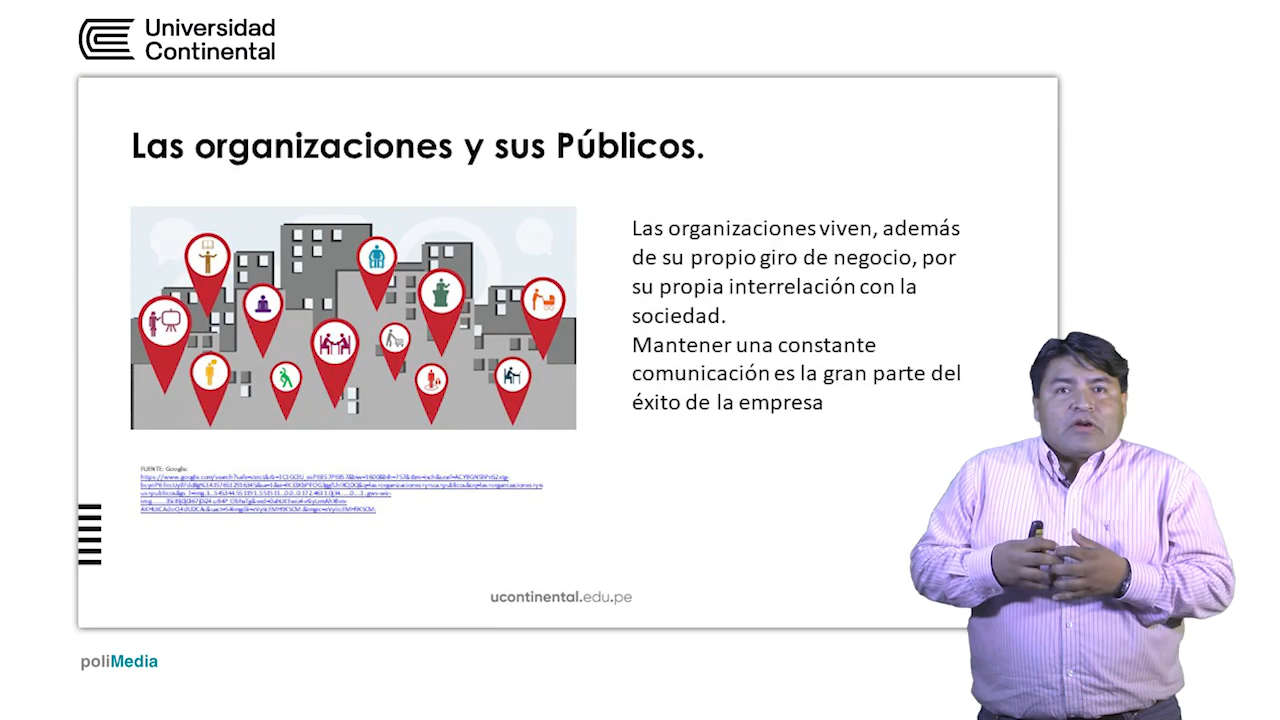 Universidad
Continental
Las organizaciones y sus Públicos.
Las organizaciones viven, además
de su propio giro de negocio, por
su propia interrelación con la
sociedad.
Mantener una constante
comunicación es la gran parte del
éxito de la empresa
FUENTE: Google:
ucontinental.edu.pe
poliMedia